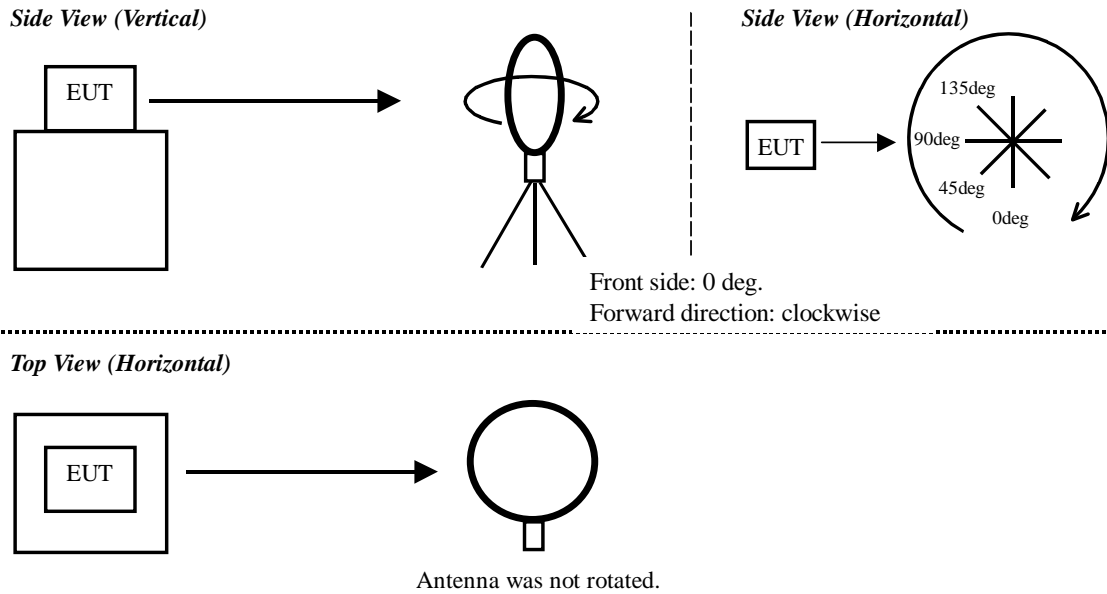 Side View (Vertical)
EUT
Side View (Horizontal)
135deg
90deg
45deg
0deg
EUT
Front side: 0 deg.
Forward direction: clockwise
Top View (Horizontal)
EUT
Antenna was not rotated.